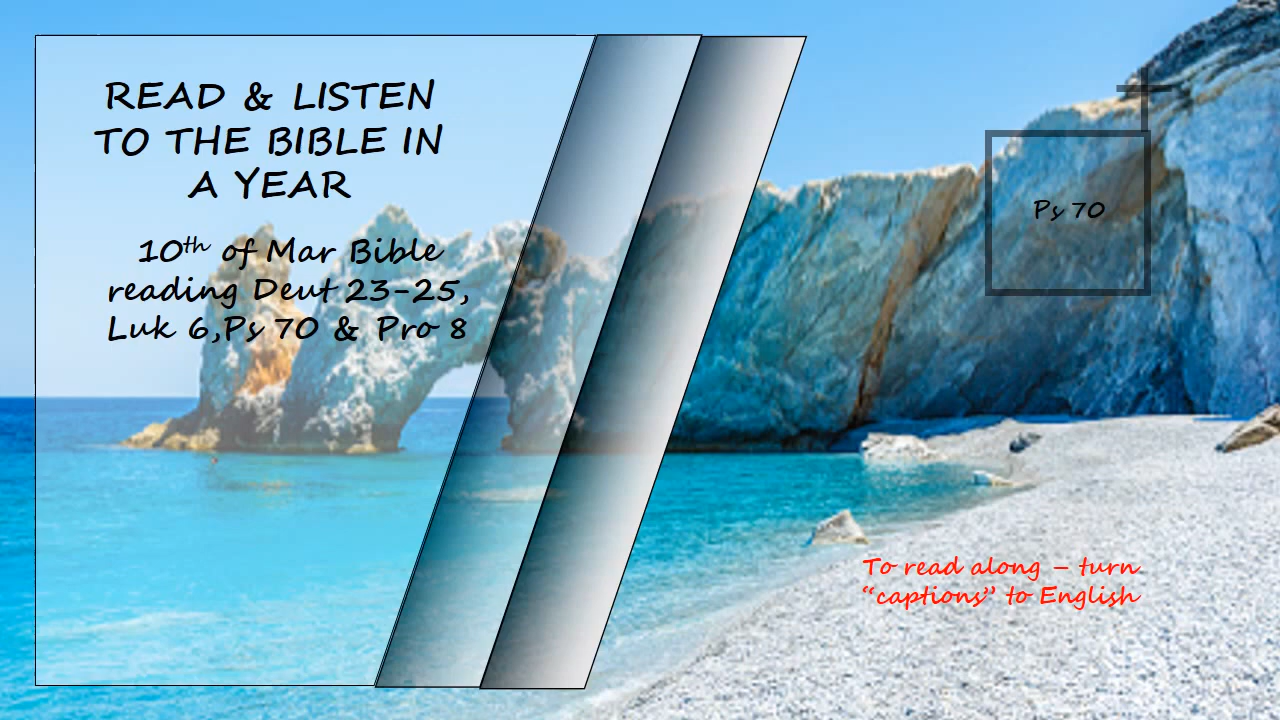 READ & LISTEN
TO THE BIBLE IN
A YEAR
10th of Mar Bible
reading Deut 23-25,
Luk 6,Ps 70 & Pro 8
Ps 70
To read along – turn
“captions” to English